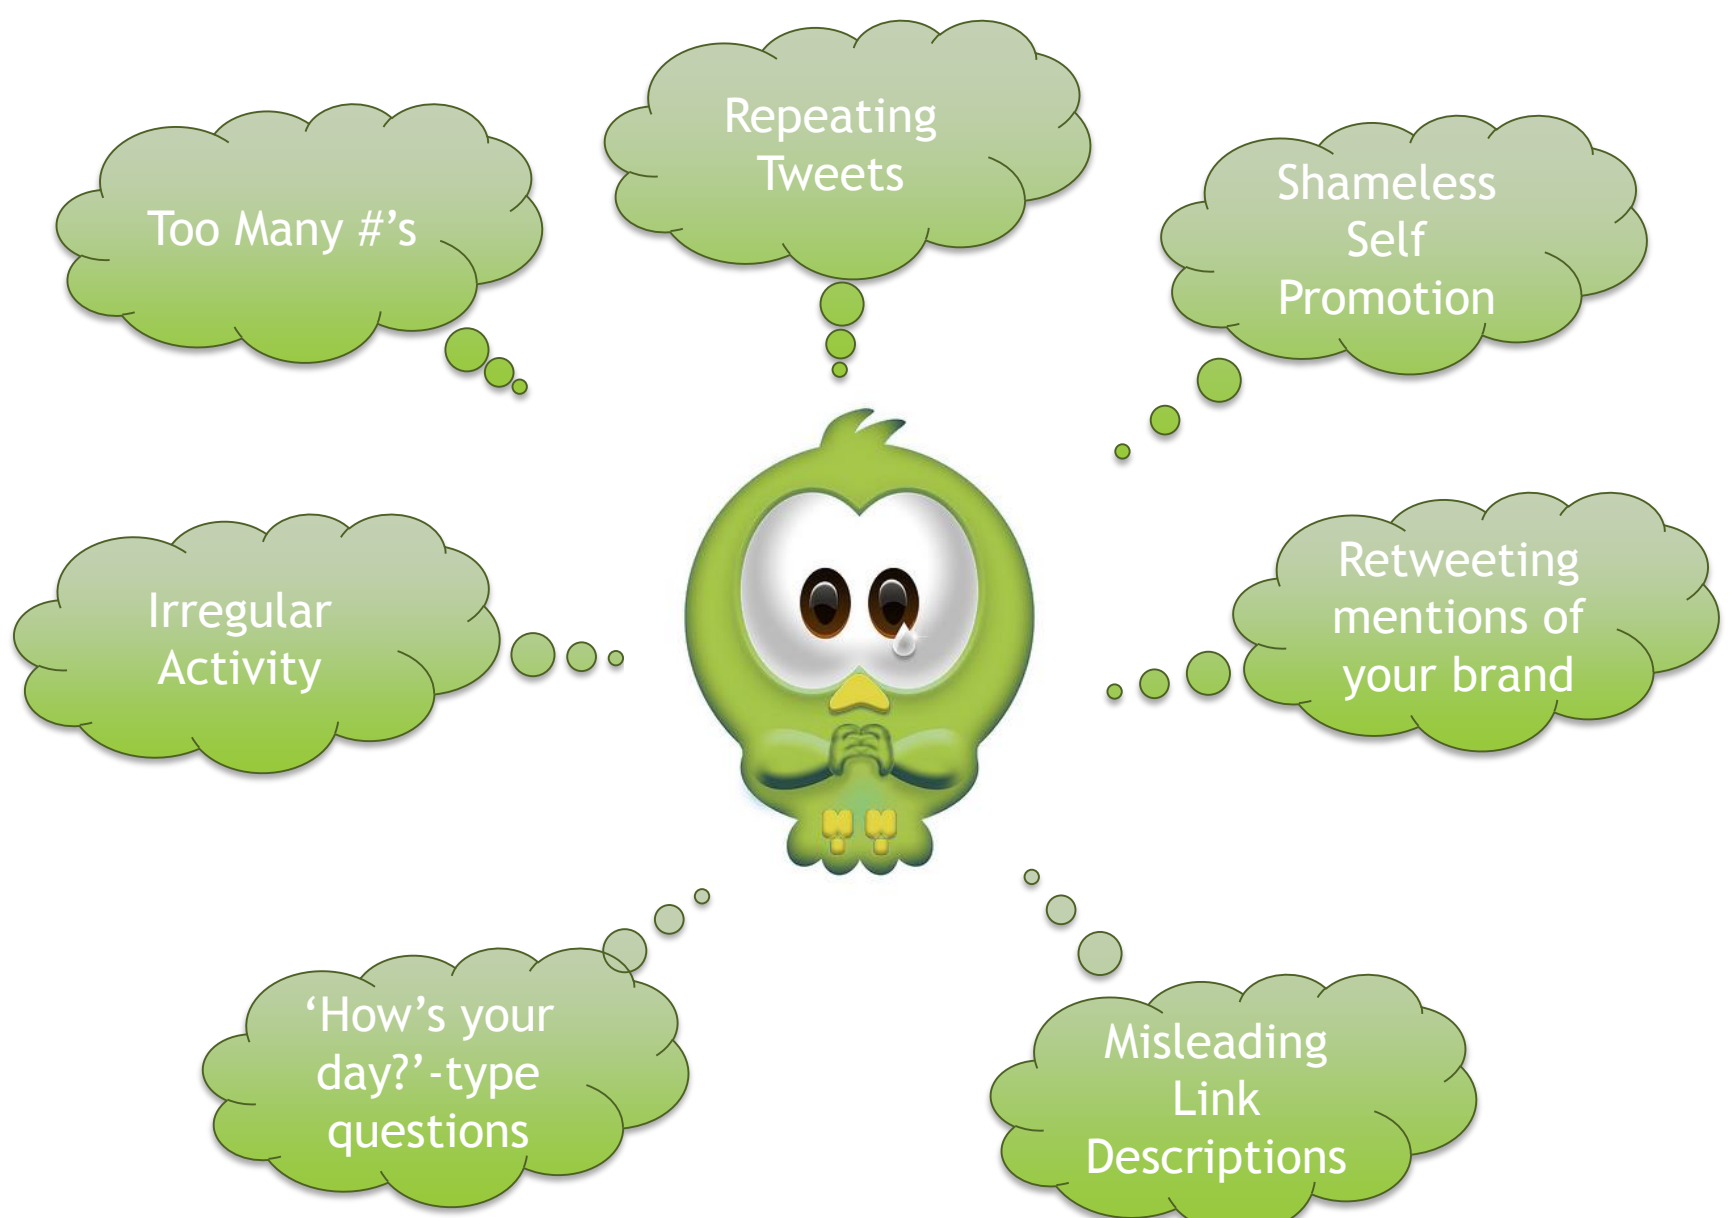 Repeating
Tweets
Too Many #’s
Shameless
Self
Promotion
Irregular
Activity
Retweeting
mentions of
your brand
‘How’s your
day?’-type
questions
Misleading
Link
Descriptions